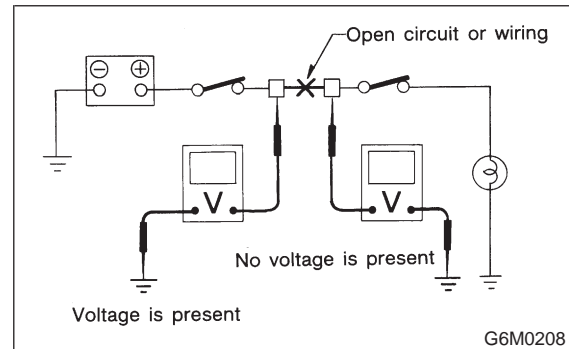 Open circuit or wiring
⊖ ⊕
V
V
No voltage is present
Voltage is present
G6M0208